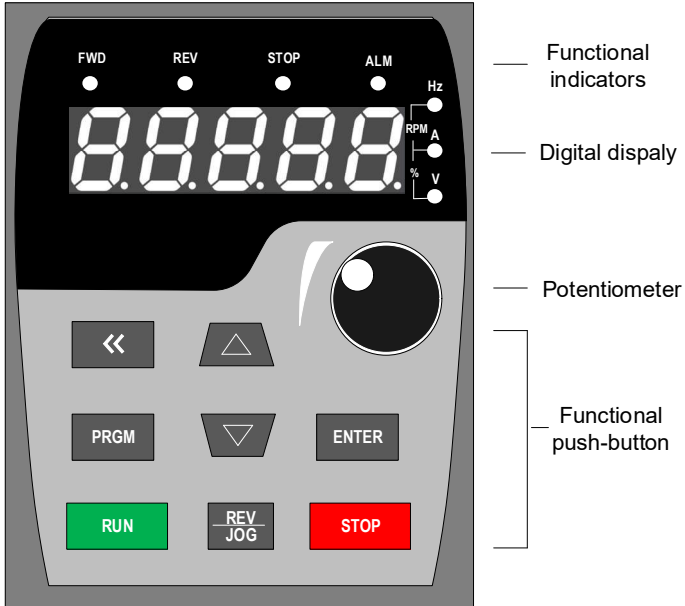 FWD REV STOP ALM
Functional
indicators
Hz
88888
RPM A
Digital dispaly
% V
Potentiometer
PRGM ENTER
Functional
push-button
RUN REV STOP
JOG